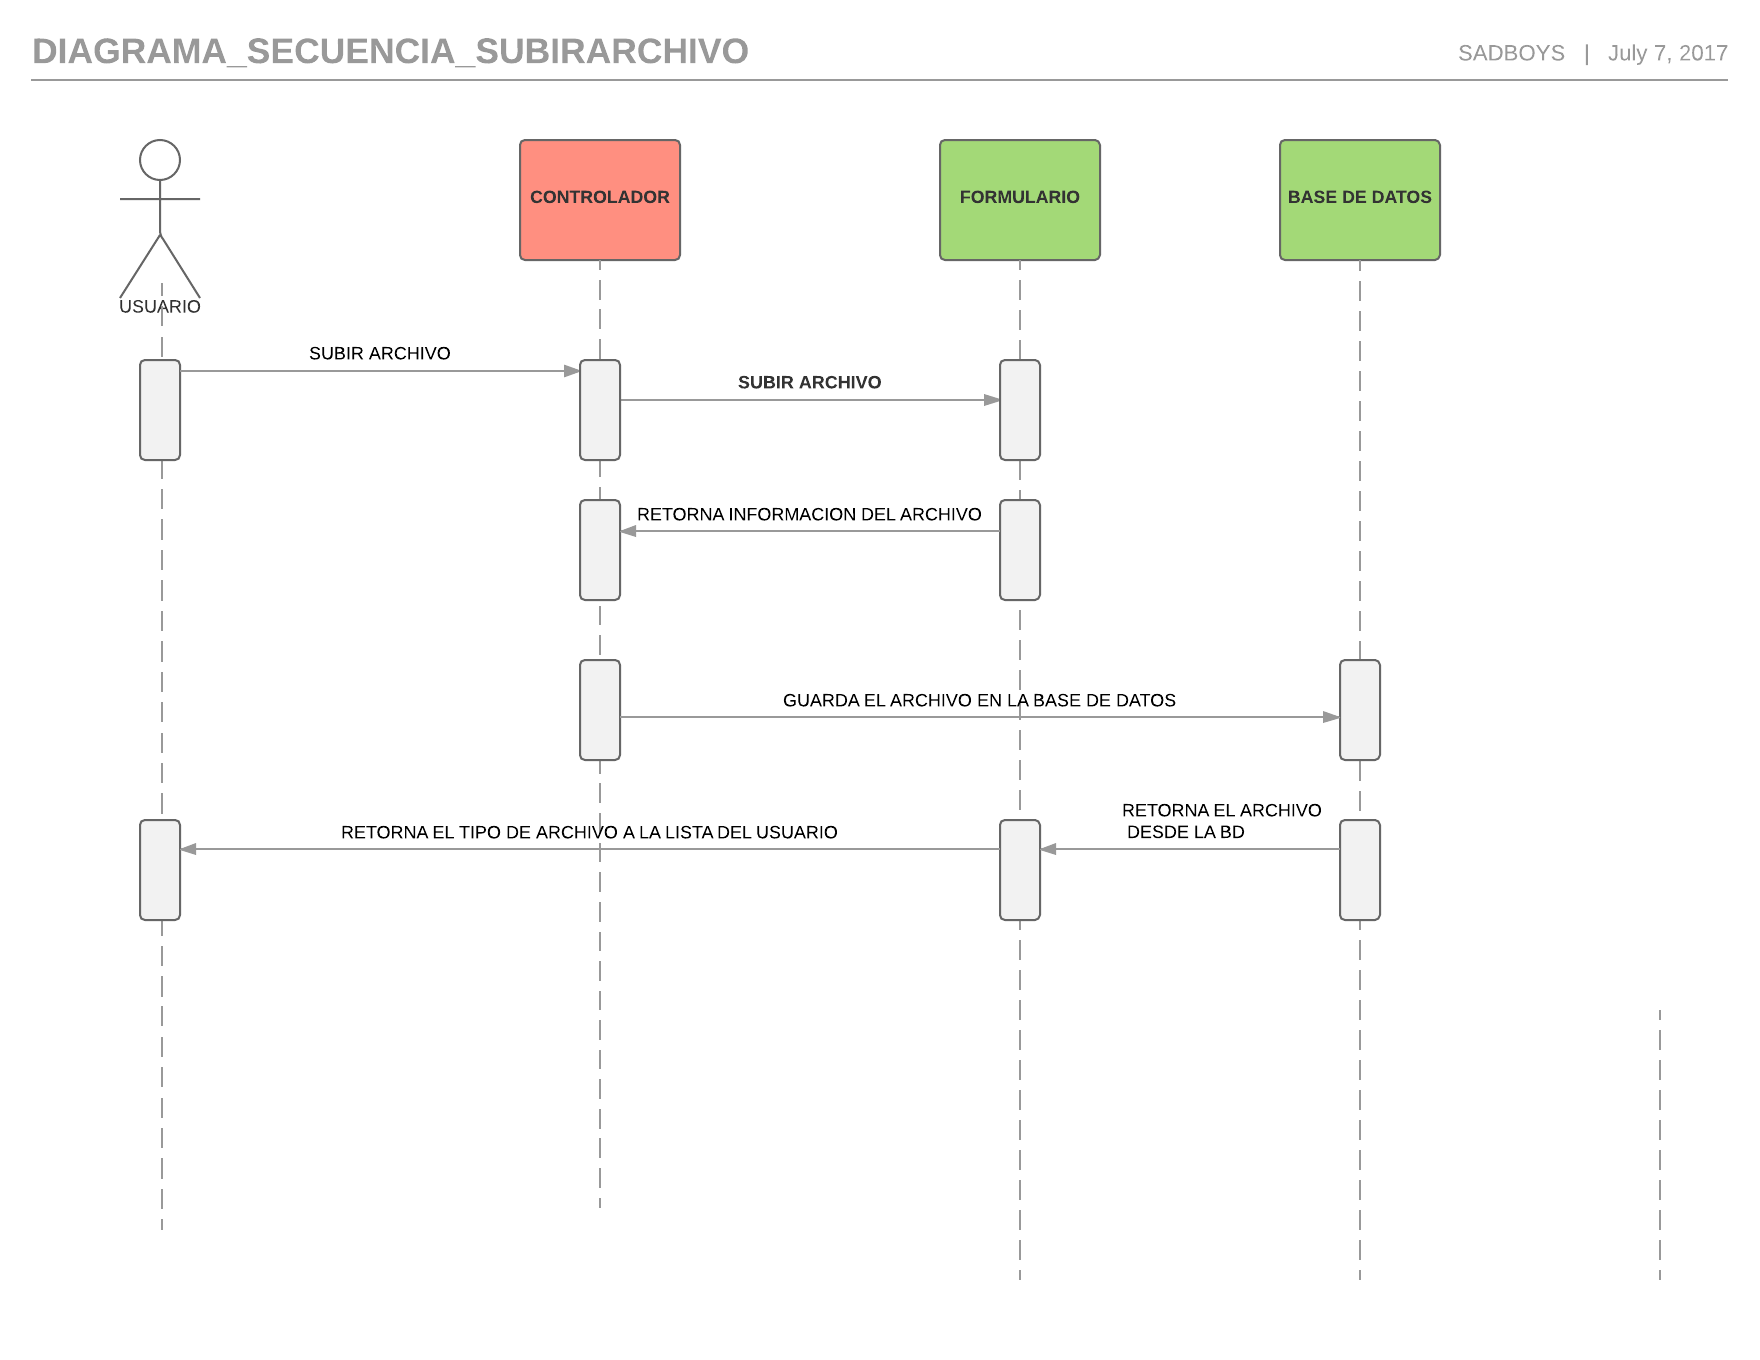 DIAGRAMA_SECUENCIA_SUBIRARCHIVO
SADBOYS | July 7, 2017
CONTROLADOR
FORMULARIO
BASE DE DATOS
USUARIO
SUBIR ARCHIVO
SUBIR ARCHIVO
RETORNA INFORMACION DEL ARCHIVO
GUARDA EL ARCHIVO EN LA BASE DE DATOS
RETORNA EL ARCHIVO
DESDE LA BD
RETORNA EL TIPO DE ARCHIVO A LA LISTA DEL USUARIO